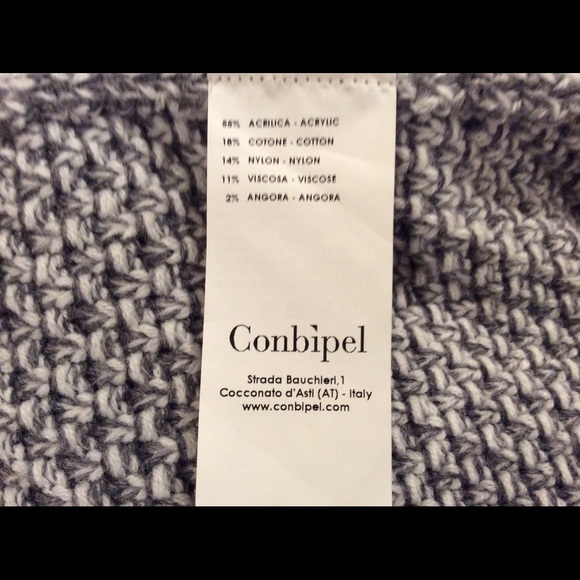 55% ACRILICA - ACRYLIC
18% COTONE - COTTON
14% NYLON - NYLON
11% VISCOSA - VISCOSE
2% ANGORA - ANGORA
Conbipel
Strada Bauchieri,1
Cocconato d'Asti (AT) - Italy
www.conbipel.com